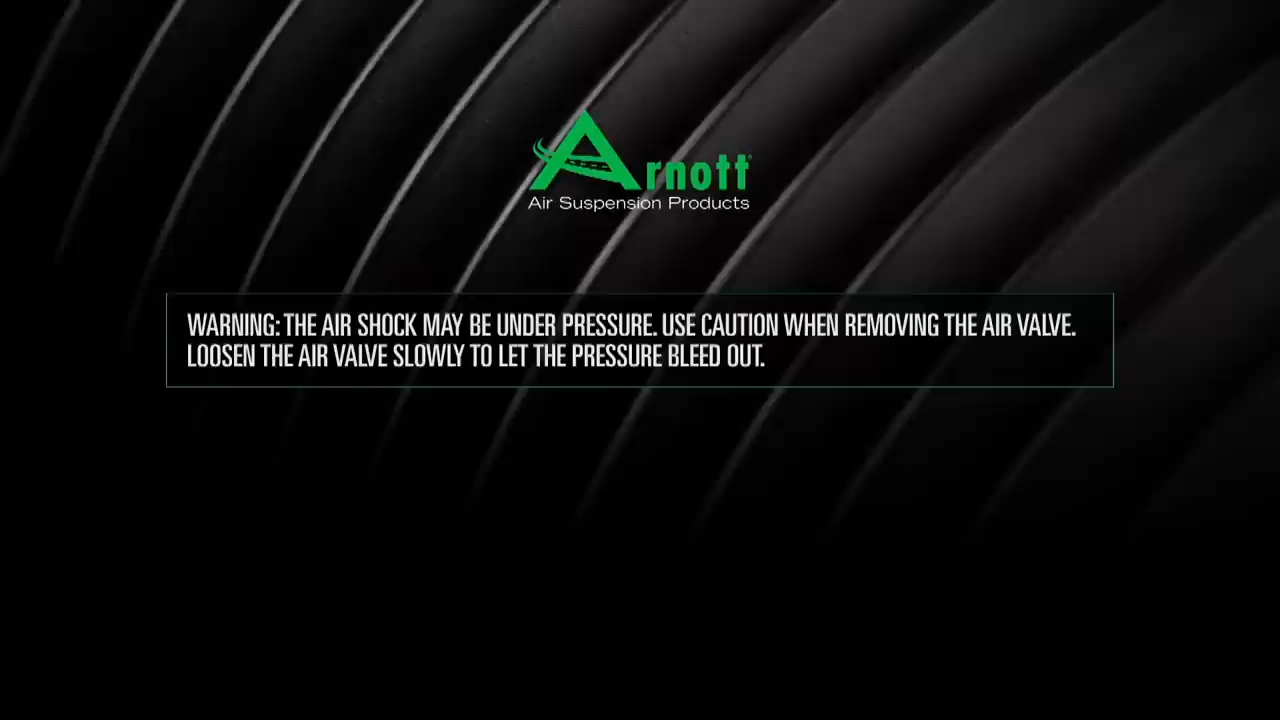 Arnott®
Air Suspension Products
WARNING: THE AIR SHOCK MAY BE UNDER PRESSURE. USE CAUTION WHEN REMOVING THE AIR VALVE.
LOOSEN THE AIR VALVE SLOWLY TO LET THE PRESSURE BLEED OUT.